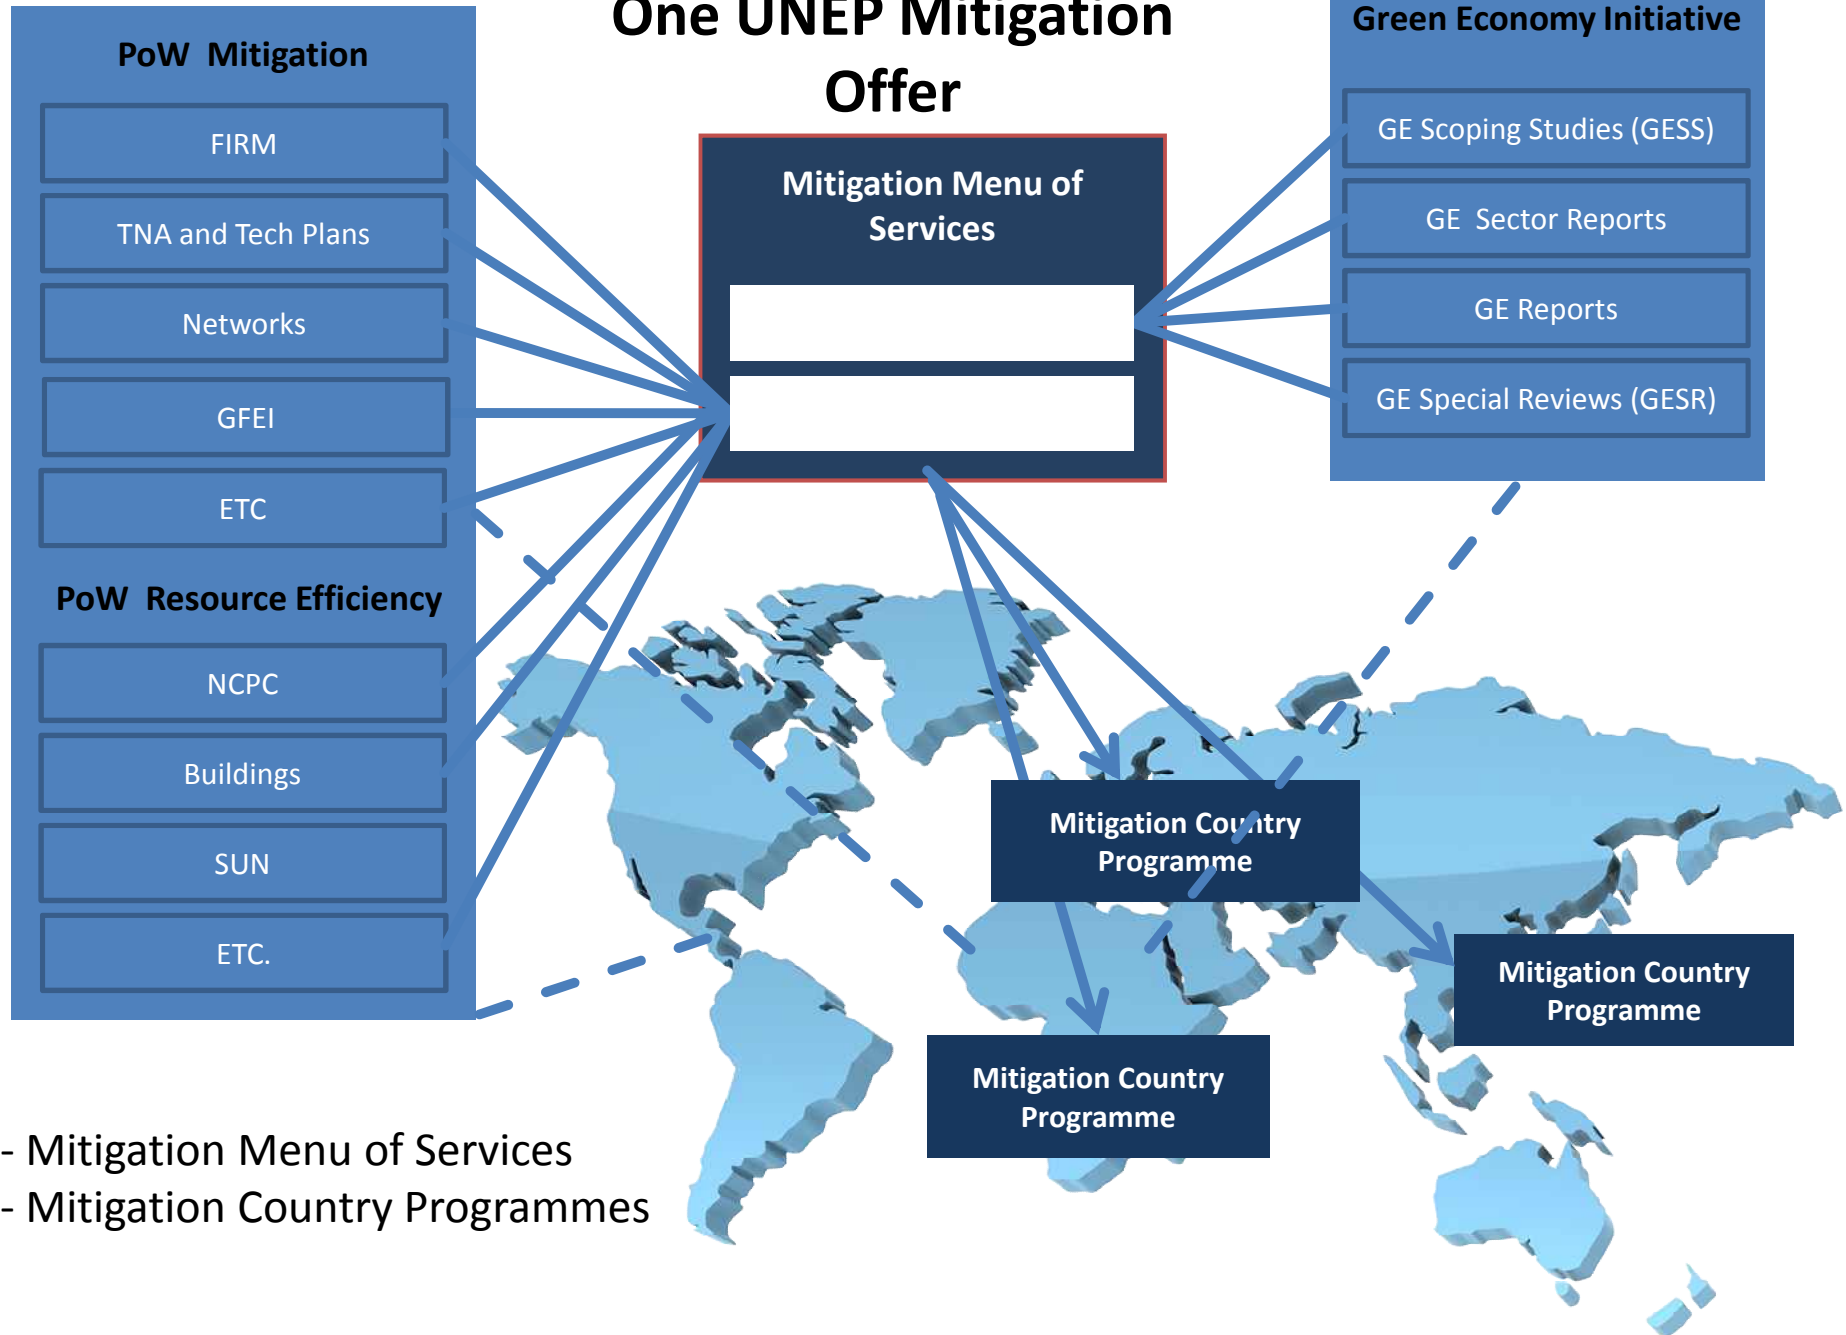 One UNEP Mitigation
Offer
PoW Mitigation
FIRM
TNA and Tech Plans
Networks
GFEI
ETC
PoW Resource Efficiency
NCPC
Buildings
SUN
ETC.
Mitigation Menu of
Services
Green Economy Initiative
GE Scoping Studies (GESS)
GE Sector Reports
GE Reports
GE Special Reviews (GESR)
Mitigation Country
Programme
Mitigation Country
Programme
Mitigation Country
Programme
- Mitigation Menu of Services
- Mitigation Country Programmes